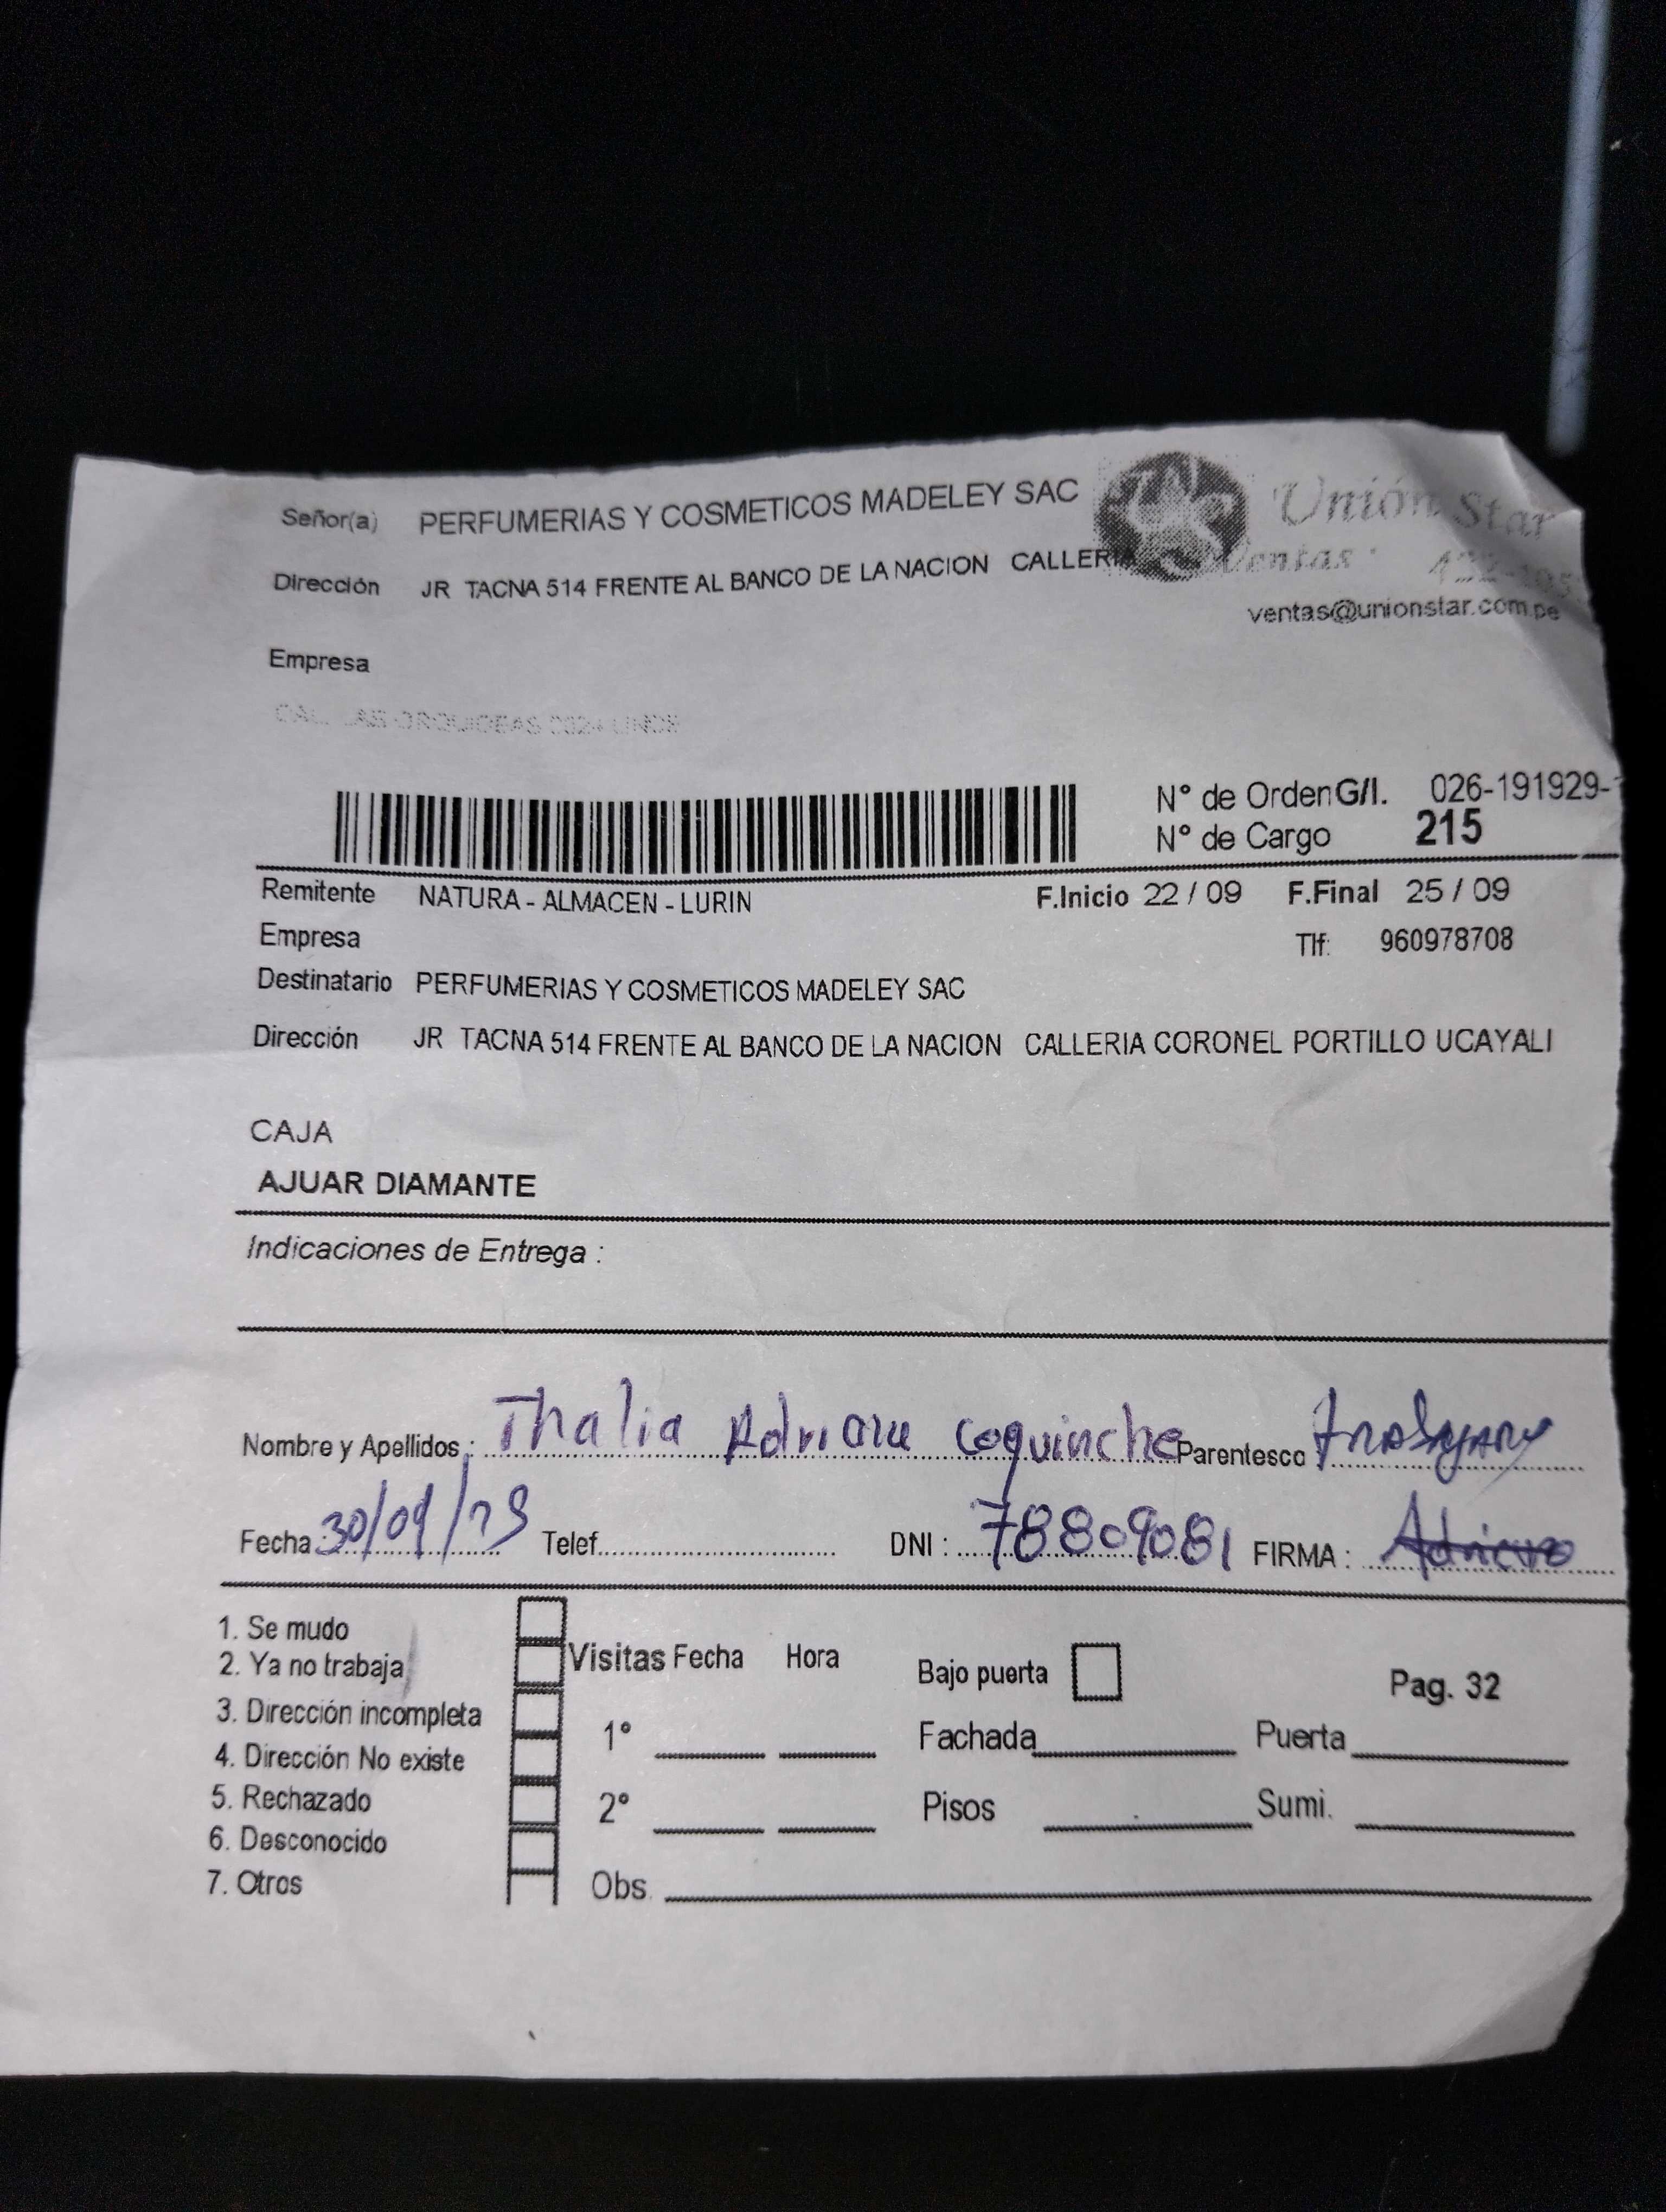 Señor(a) PERFUMERIAS Y COSMETICOS MADELEY SAC
Unión Star
Dirección JR TACNA 514 FRENTE AL BANCO DE LA NACION CALLERIA
Ventas:
ventas@unionstar.com.pe
Empresa
N° de Orden G/I. 026-191929-
N° de Cargo 215
Remitente NATURA - ALMACEN - LURIN F.Inicio 22 / 09 F.Final 25 / 09
Empresa Tlf: 960978708
Destinatario PERFUMERIAS Y COSMETICOS MADELEY SAC
Dirección JR TACNA 514 FRENTE AL BANCO DE LA NACION CALLERIA CORONEL PORTILLO UCAYALI
CAJA
AJUAR DIAMANTE
Indicaciones de Entrega :
Nombre y Apellidos : Thalia Coquinche Parentesco
Fecha 30/09/ Telef. DNI : 78809081 FIRMA :
1. Se mudo
2. Ya no trabaja
3. Dirección incompleta
4. Dirección No existe
5. Rechazado
6. Desconocido
7. Otros
Visitas Fecha Hora
1°
2°
Obs.
Bajo puerta
Fachada Puerta
Pisos Sumi.
Pag. 32